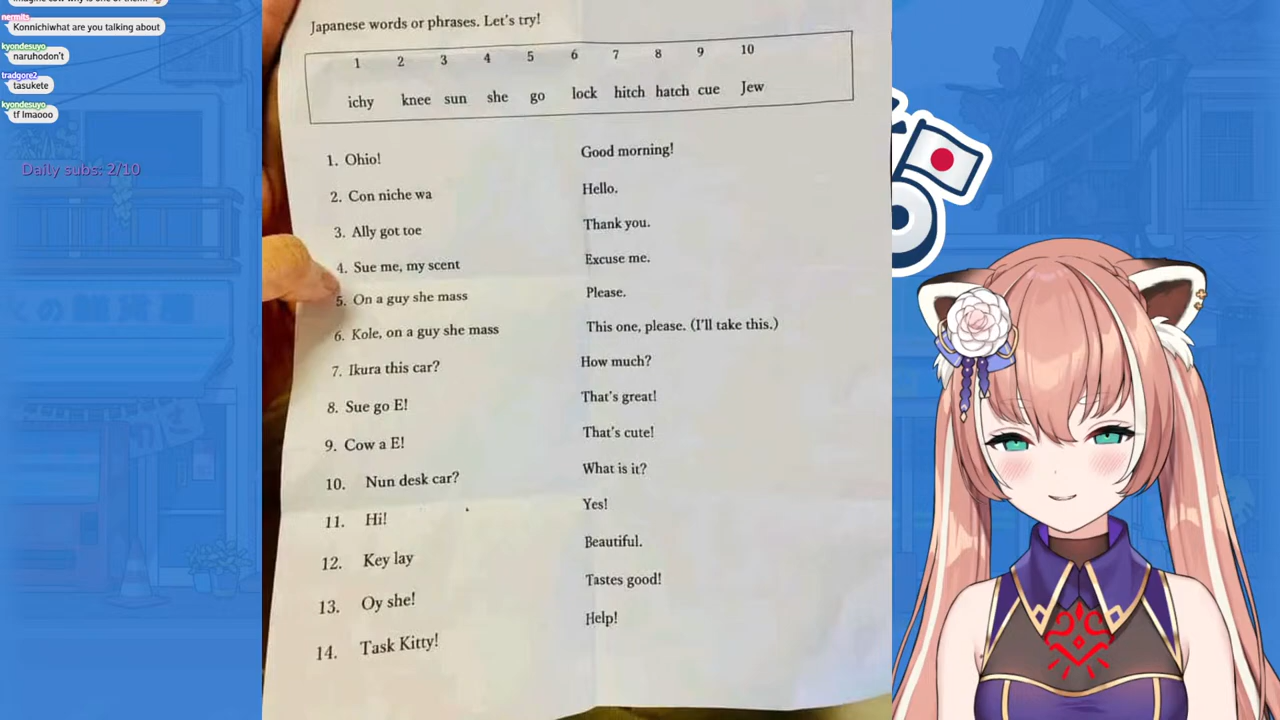 nermits
Konnichiwhat are you talking about
kyondesuyo
naruhodon't
tradgore2
tasukete
kyondesuyo
tf lmaooo
Daily subs: 2/10
Japanese words or phrases. Let's try!
1 2 3 4 5 6 7 8 9 10
ichy knee sun she go lock hitch hatch cue Jew
1. Ohio! Good morning!
2. Con niche wa Hello.
3. Ally got toe Thank you.
4. Sue me, my scent Excuse me.
5. On a guy she mass Please.
6. Kole, on a guy she mass This one, please. (I'll take this.)
7. Ikura this car? How much?
8. Sue go E! That's great!
9. Cow a E! That's cute!
10. Nun desk car? What is it?
11. Hi! Yes!
12. Key lay Beautiful.
13. Oy she! Tastes good!
14. Task Kitty! Help!